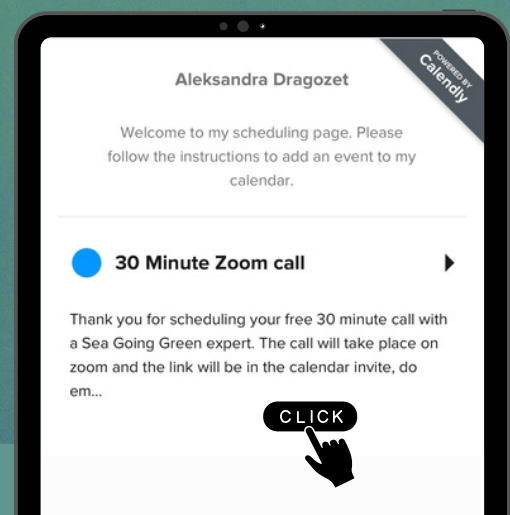 POWERED BY
Calendly
Aleksandra Dragozet
Welcome to my scheduling page. Please
follow the instructions to add an event to my
calendar.
30 Minute Zoom call
Thank you for scheduling your free 30 minute call with
a Sea Going Green expert. The call will take place on
zoom and the link will be in the calendar invite, do
em...
CLICK